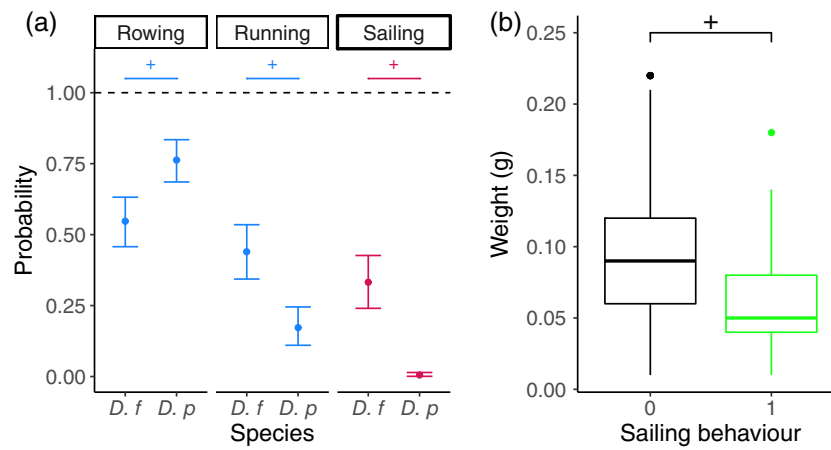 (a)
Rowing Running Sailing
+ + +
1.00
0.75
0.50
0.25
0.00
Probability
D. f D. p D. f D. p D. f D. p
Species
(b)
+
0.25
0.20
0.15
0.10
0.05
0.00
Weight (g)
0 1
Sailing behaviour